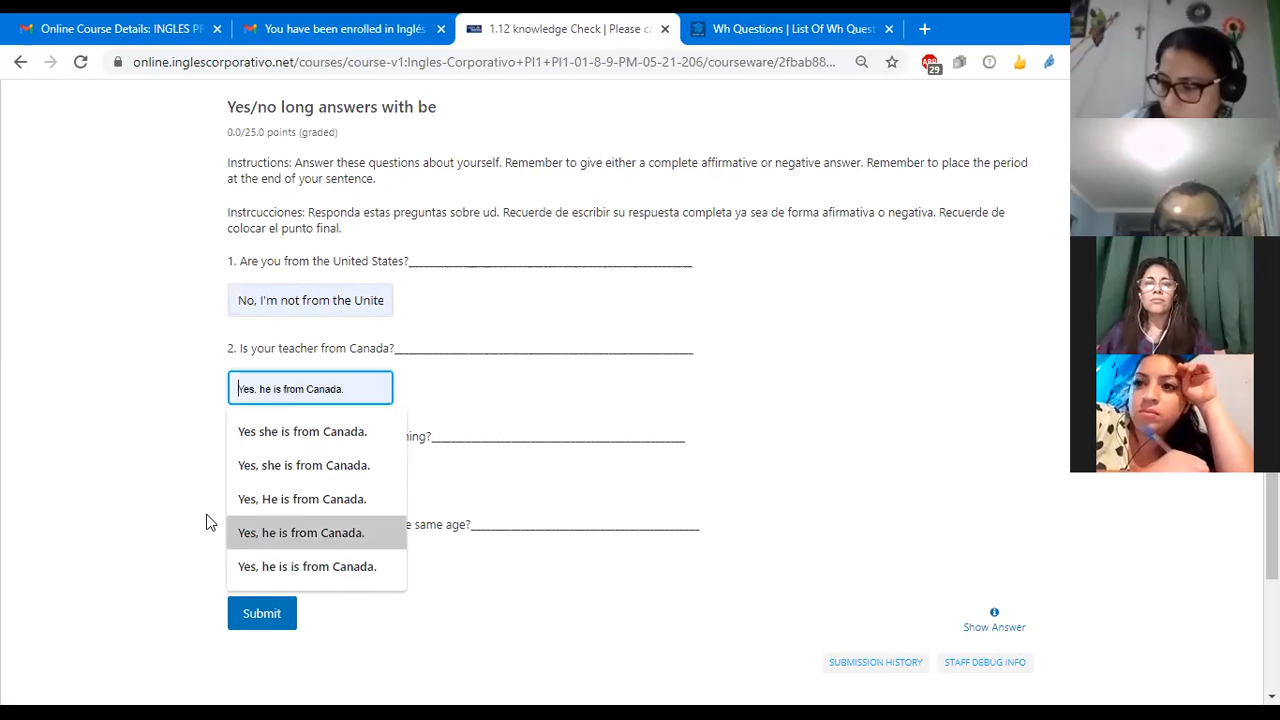 Online Course Details: INGLES PR
You have been enrolled in Inglés
1.12 knowledge Check | Please ca
Wh Questions | List Of Wh Quest
online.inglescorporativo.net/courses/course-v1:Ingles-Corporativo+PI1+PI1-01-8-9-PM-05-21-206/courseware/2fbab88...
ABP
29
Yes/no long answers with be
0.0/25.0 points (graded)
Instructions: Answer these questions about yourself. Remember to give either a complete affirmative or negative answer. Remember to place the period
at the end of your sentence.
Instrcucciones: Responda estas preguntas sobre ud. Recuerde de escribir su respuesta completa ya sea de forma afirmativa o negativa. Recuerde de
colocar el punto final.
1. Are you from the United States?
No, I'm not from the Unite
2. Is your teacher from Canada?
Yes, he is from Canada.
Yes she is from Canada.
ning?
Yes, she is from Canada.
Yes, He is from Canada.
Yes, he is from Canada.
e same age?
Yes, he is is from Canada.
Submit
Show Answer
SUBMISSION HISTORY
STAFF DEBUG INFO